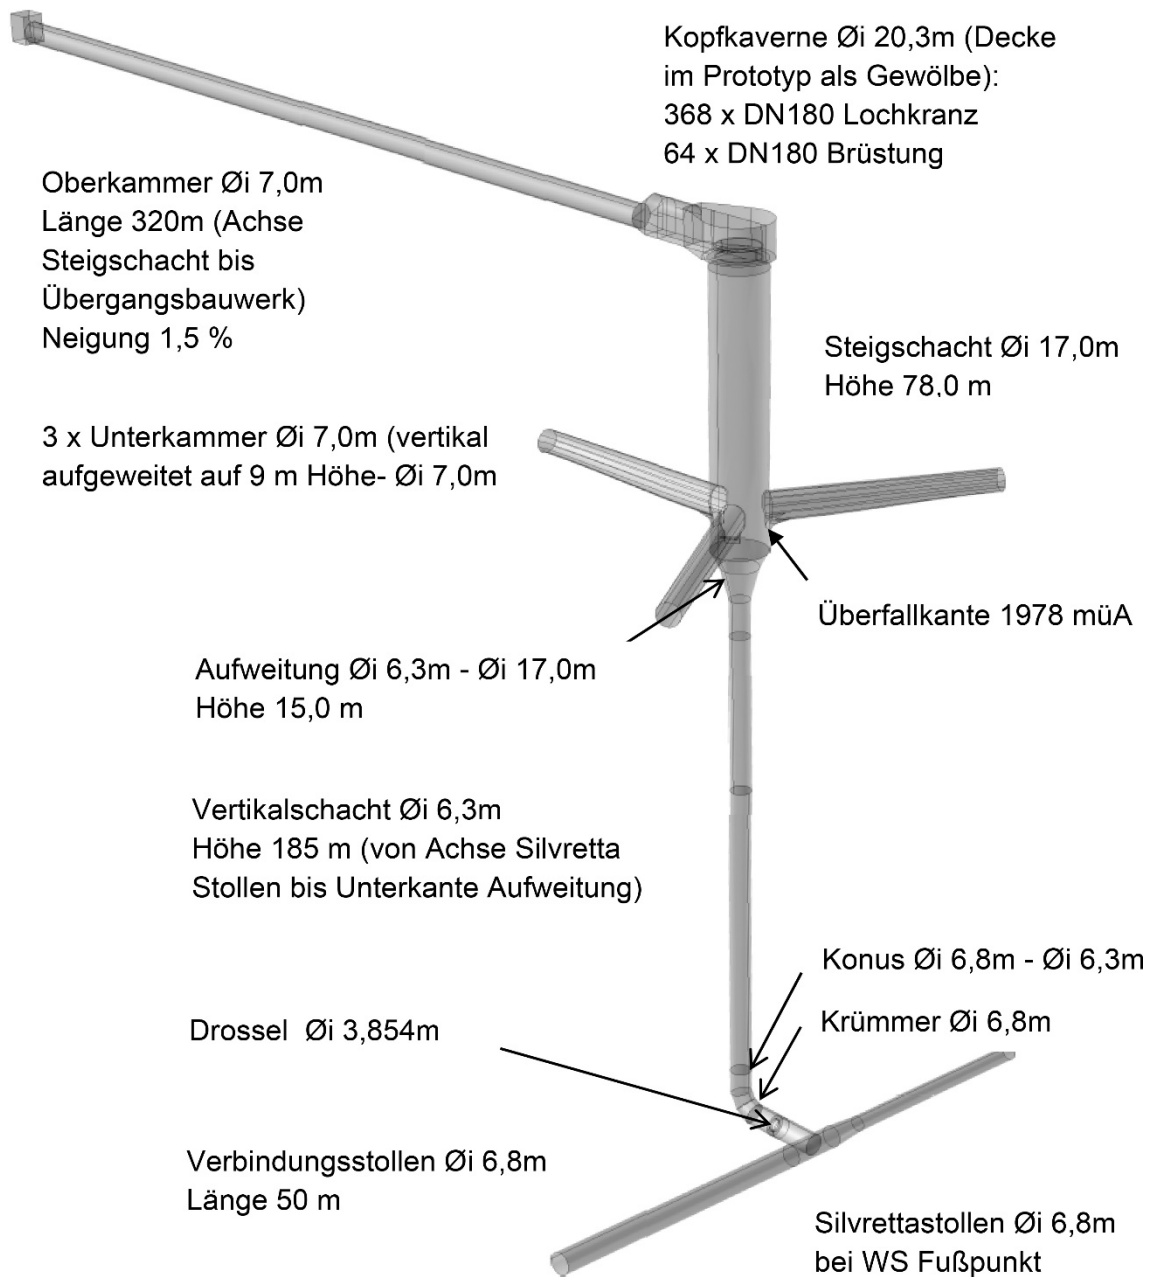 Kopfkaverne Øi 20,3m (Decke
im Prototyp als Gewölbe):
368 x DN180 Lochkranz
64 x DN180 Brüstung
Oberkammer Øi 7,0m
Länge 320m (Achse
Steigschacht bis
Übergangsbauwerk)
Neigung 1,5 %
Steigschacht Øi 17,0m
Höhe 78,0 m
3 x Unterkammer Øi 7,0m (vertikal
aufgeweitet auf 9 m Höhe- Øi 7,0m
Überfallkante 1978 müA
Aufweitung Øi 6,3m - Øi 17,0m
Höhe 15,0 m
Vertikalschacht Øi 6,3m
Höhe 185 m (von Achse Silvretta
Stollen bis Unterkante Aufweitung)
Konus Øi 6,8m - Øi 6,3m
Krümmer Øi 6,8m
Drossel  Øi 3,854m
Verbindungsstollen Øi 6,8m
Länge 50 m
Silvrettastollen Øi 6,8m
bei WS Fußpunkt